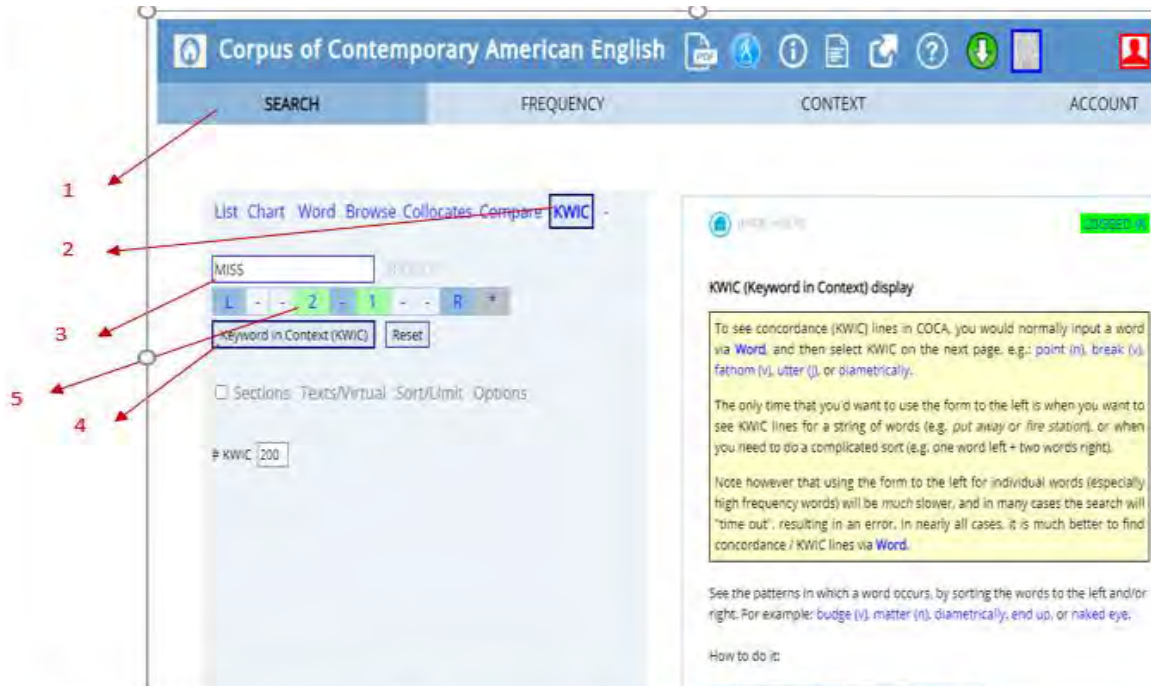 Corpus of Contemporary American English
PDF
SEARCH FREQUENCY CONTEXT ACCOUNT
1
List Chart Word Browse Collocates Compare KWIC -
2
MISS
L - - 2 - 1 - - R *
3
Keyword in Context (KWIC) Reset
5
4
Sections Texts/Virtual Sort/Limit Options
# KWIC 200
LOGGED IN
KWIC (Keyword in Context) display
To see concordance (KWIC) lines in COCA, you would normally input a word
via Word, and then select KWIC on the next page, e.g.: point (n), break (v),
fathom (v), utter (j), or diametrically.
The only time that you'd want to use the form to the left is when you want to
see KWIC lines for a string of words (e.g. put away or fire station), or when
you need to do a complicated sort (e.g. one word left + two words right).
Note however that using the form to the left for individual words (especially
high frequency words) will be much slower, and in many cases the search will
"time out", resulting in an error. In nearly all cases, it is much better to find
concordance / KWIC lines via Word.
See the patterns in which a word occurs, by sorting the words to the left and/or
right. For example: budge (v), matter (n), diametrically, end up, or naked eye.
How to do it: